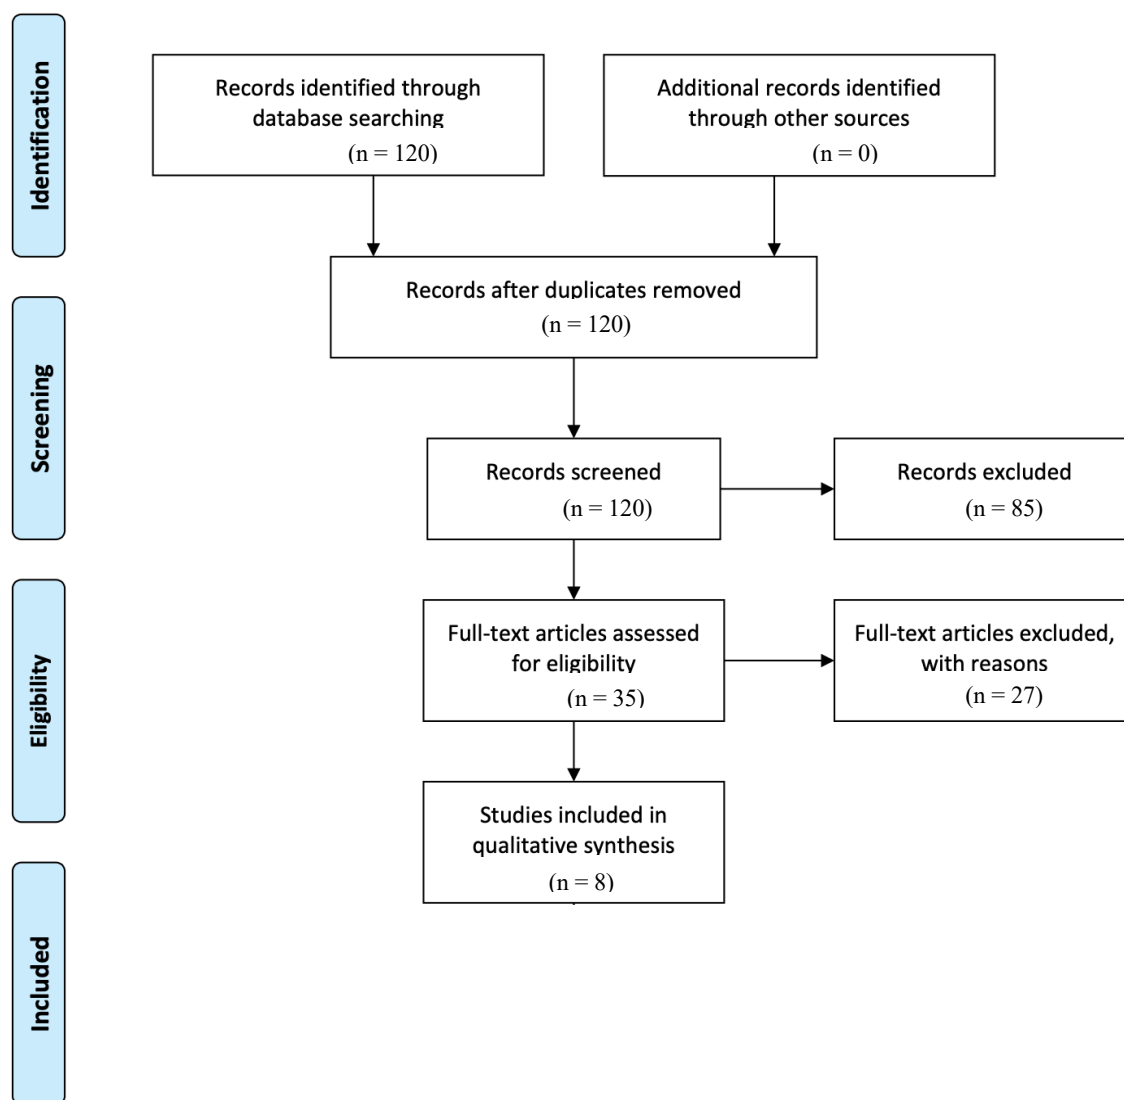 Identification
Records identified through
database searching
(n = 120)
Additional records identified
through other sources
(n = 0)
Records after duplicates removed
(n = 120)
Screening
Records screened
(n = 120)
Records excluded
(n = 85)
Eligibility
Full-text articles assessed
for eligibility
(n = 35)
Full-text articles excluded,
with reasons
(n = 27)
Studies included in
qualitative synthesis
(n = 8)
Included